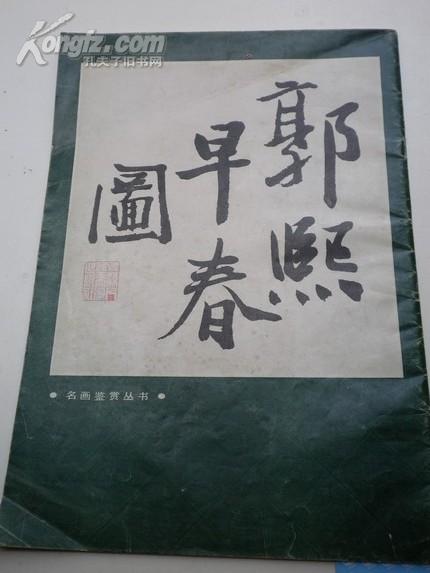 Kongfz.com
孔夫子旧书网
郭熙
早春
圖
名画鉴赏丛书